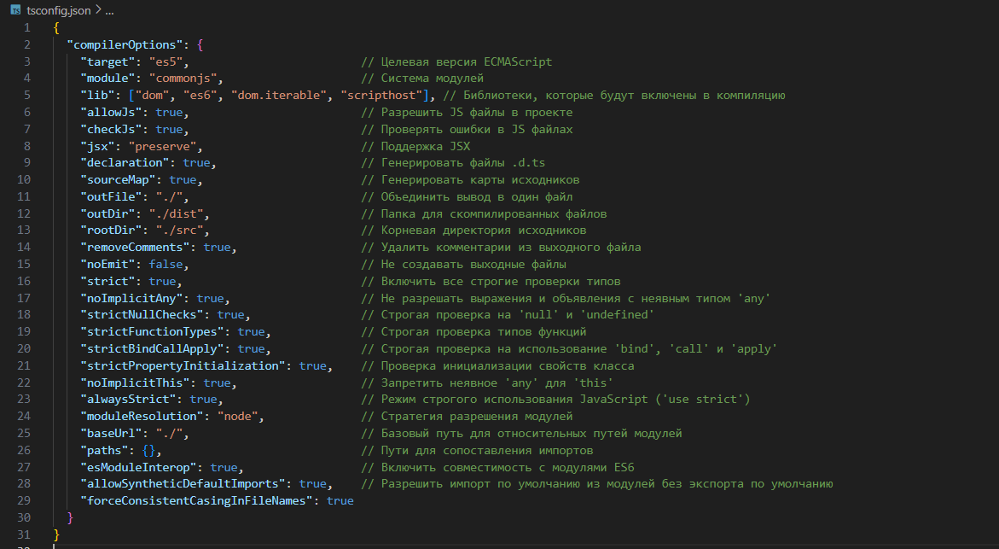 TS tsconfig.json > ...
1 {
2 "compilerOptions": {
3 "target": "es5", // Целевая версия ECMAScript
4 "module": "commonjs", // Система модулей
5 "lib": ["dom", "es6", "dom.iterable", "scripthost"], // Библиотеки, которые будут включены в компиляцию
6 "allowJs": true, // Разрешить JS файлы в проекте
7 "checkJs": true, // Проверять ошибки в JS файлах
8 "jsx": "preserve", // Поддержка JSX
9 "declaration": true, // Генерировать файлы .d.ts
10 "sourceMap": true, // Генерировать карты исходников
11 "outFile": "./", // Объединить вывод в один файл
12 "outDir": "./dist", // Папка для скомпилированных файлов
13 "rootDir": "./src", // Корневая директория исходников
14 "removeComments": true, // Удалить комментарии из выходного файла
15 "noEmit": false, // Не создавать выходные файлы
16 "strict": true, // Включить все строгие проверки типов
17 "noImplicitAny": true, // Не разрешать выражения и объявления с неявным типом 'any'
18 "strictNullChecks": true, // Строгая проверка на 'null' и 'undefined'
19 "strictFunctionTypes": true, // Строгая проверка типов функций
20 "strictBindCallApply": true, // Строгая проверка на использование 'bind', 'call' и 'apply'
21 "strictPropertyInitialization": true, // Проверка инициализации свойств класса
22 "noImplicitThis": true, // Запретить неявное 'any' для 'this'
23 "alwaysStrict": true, // Режим строгого использования JavaScript ('use strict')
24 "moduleResolution": "node", // Стратегия разрешения модулей
25 "baseUrl": "./", // Базовый путь для относительных путей модулей
26 "paths": {}, // Пути для сопоставления импортов
27 "esModuleInterop": true, // Включить совместимость с модулями ES6
28 "allowSyntheticDefaultImports": true, // Разрешить импорт по умолчанию из модулей без экспорта по умолчанию
29 "forceConsistentCasingInFileNames": true
30 }
31 }